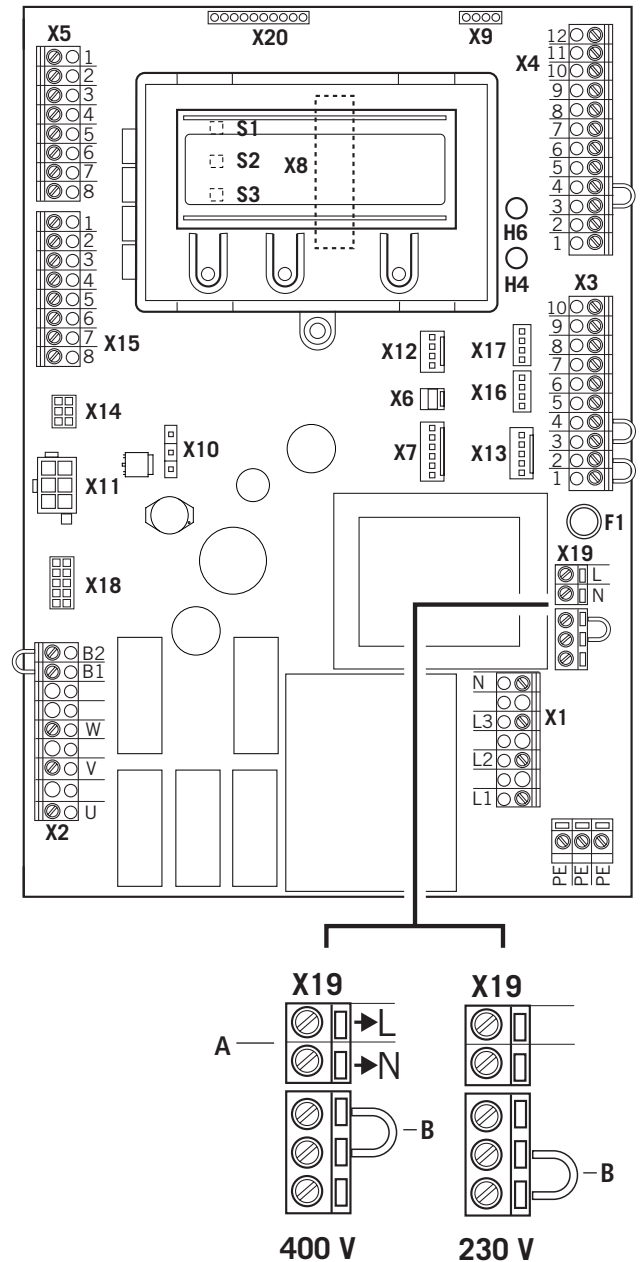 X5
X20
X9
X4
1
2
3
4
5
6
7
8
12
11
10
9
8
7
6
5
4
3
2
1
S1
S2
S3
X8
H6
H4
1
2
3
4
5
6
7
8
X15
X3
10
9
8
7
6
5
4
3
2
1
X12
X17
X6
X16
X7
X13
X14
X10
X11
X18
F1
X19
L
N
B2
B1
W
V
U
X2
N
L3
L2
L1
X1
PE
PE
PE
X19
X19
A
L
N
B
B
400 V
230 V